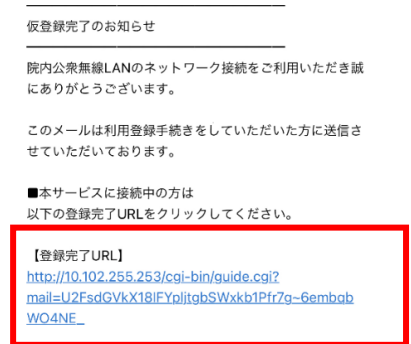 仮登録完了のお知らせ
院内公衆無線LANのネットワーク接続をご利用いただき誠
にありがとうございます。
このメールは利用登録手続きをしていただいた方に送信さ
せていただいております。
■本サービスに接続中の方は
以下の登録完了URLをクリックしてください。
【登録完了URL】
http://10.102.255.253/cgi-bin/guide.cgi?
mail=U2FsdGVkX18lFYpljtgbSWxkb1Pfr7g~6embqb
WO4NE_